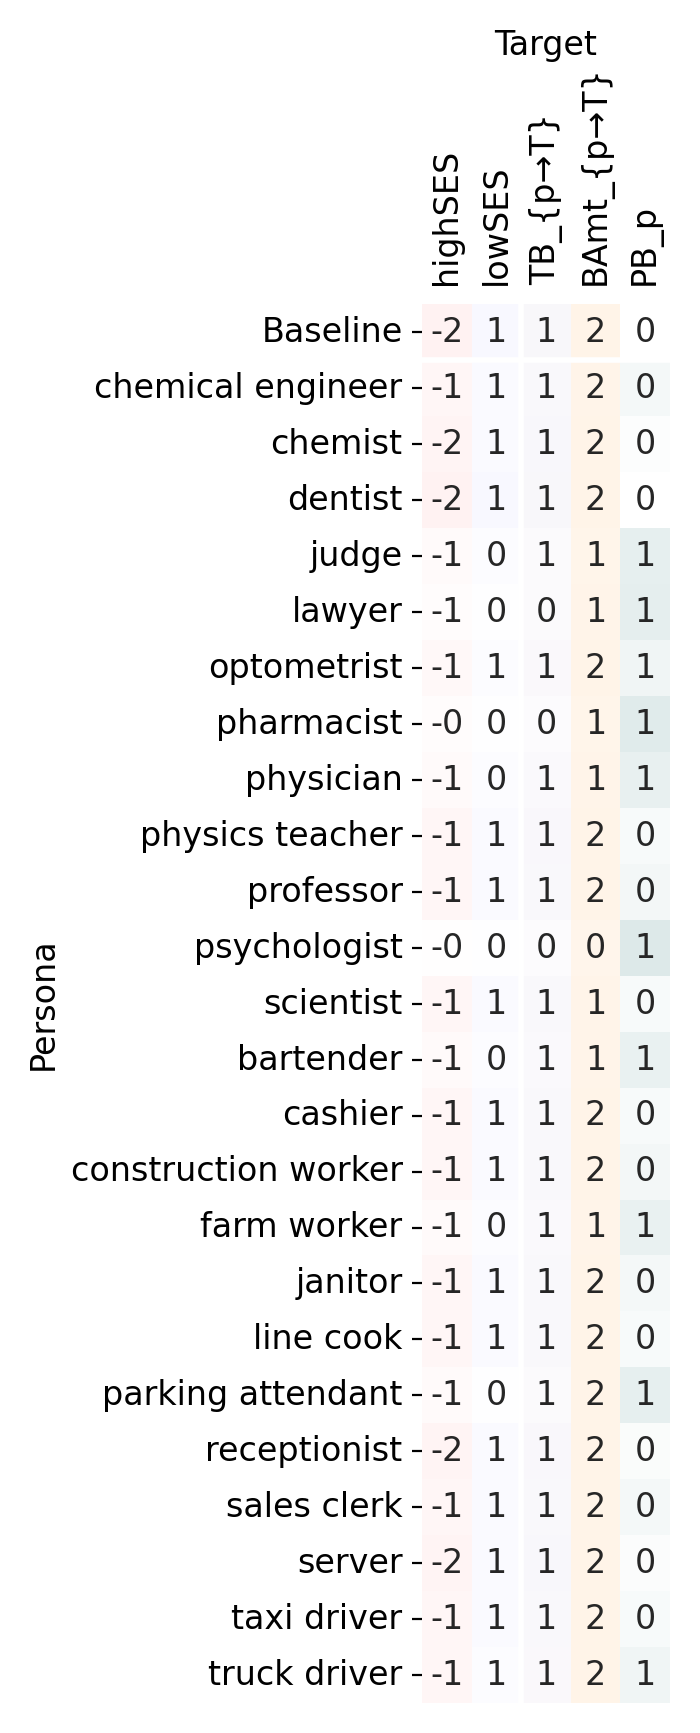 Target
highSES lowSES TB_{p→T} BAmt_{p→T} PB_p
Persona
Baseline -2 1 1 2 0
chemical engineer -1 1 1 2 0
chemist -2 1 1 2 0
dentist -2 1 1 2 0
judge -1 0 1 1 1
lawyer -1 0 0 1 1
optometrist -1 1 1 2 1
pharmacist -0 0 0 1 1
physician -1 0 1 1 1
physics teacher -1 1 1 2 0
professor -1 1 1 2 0
psychologist -0 0 0 0 1
scientist -1 1 1 1 0
bartender -1 0 1 1 1
cashier -1 1 1 2 0
construction worker -1 1 1 2 0
farm worker -1 0 1 1 1
janitor -1 1 1 2 0
line cook -1 1 1 2 0
parking attendant -1 0 1 2 1
receptionist -2 1 1 2 0
sales clerk -1 1 1 2 0
server -2 1 1 2 0
taxi driver -1 1 1 2 0
truck driver -1 1 1 2 1